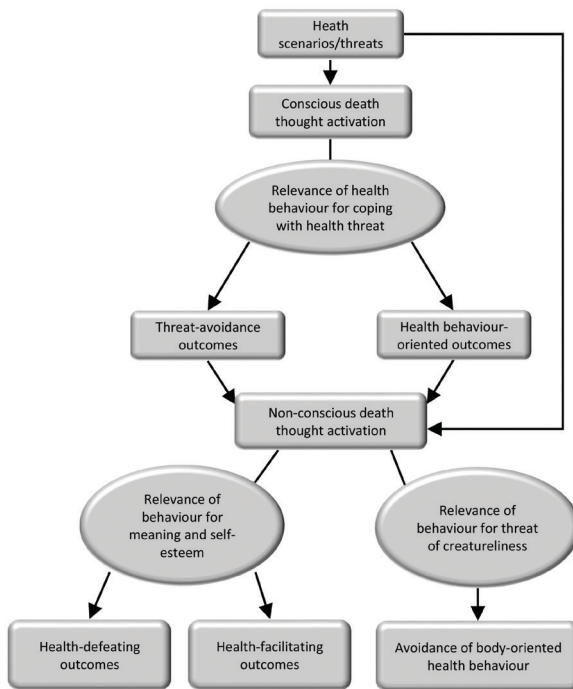 Heath
scenarios/threats
Conscious death
thought activation
Relevance of health
behaviour for coping
with health threat
Threat-avoidance
outcomes
Health behaviour-
oriented outcomes
Non-conscious death
thought activation
Relevance of
behaviour for
meaning and self-
esteem
Relevance of
behaviour for threat
of creatureliness
Health-defeating
outcomes
Health-facilitating
outcomes
Avoidance of body-oriented
health behaviour